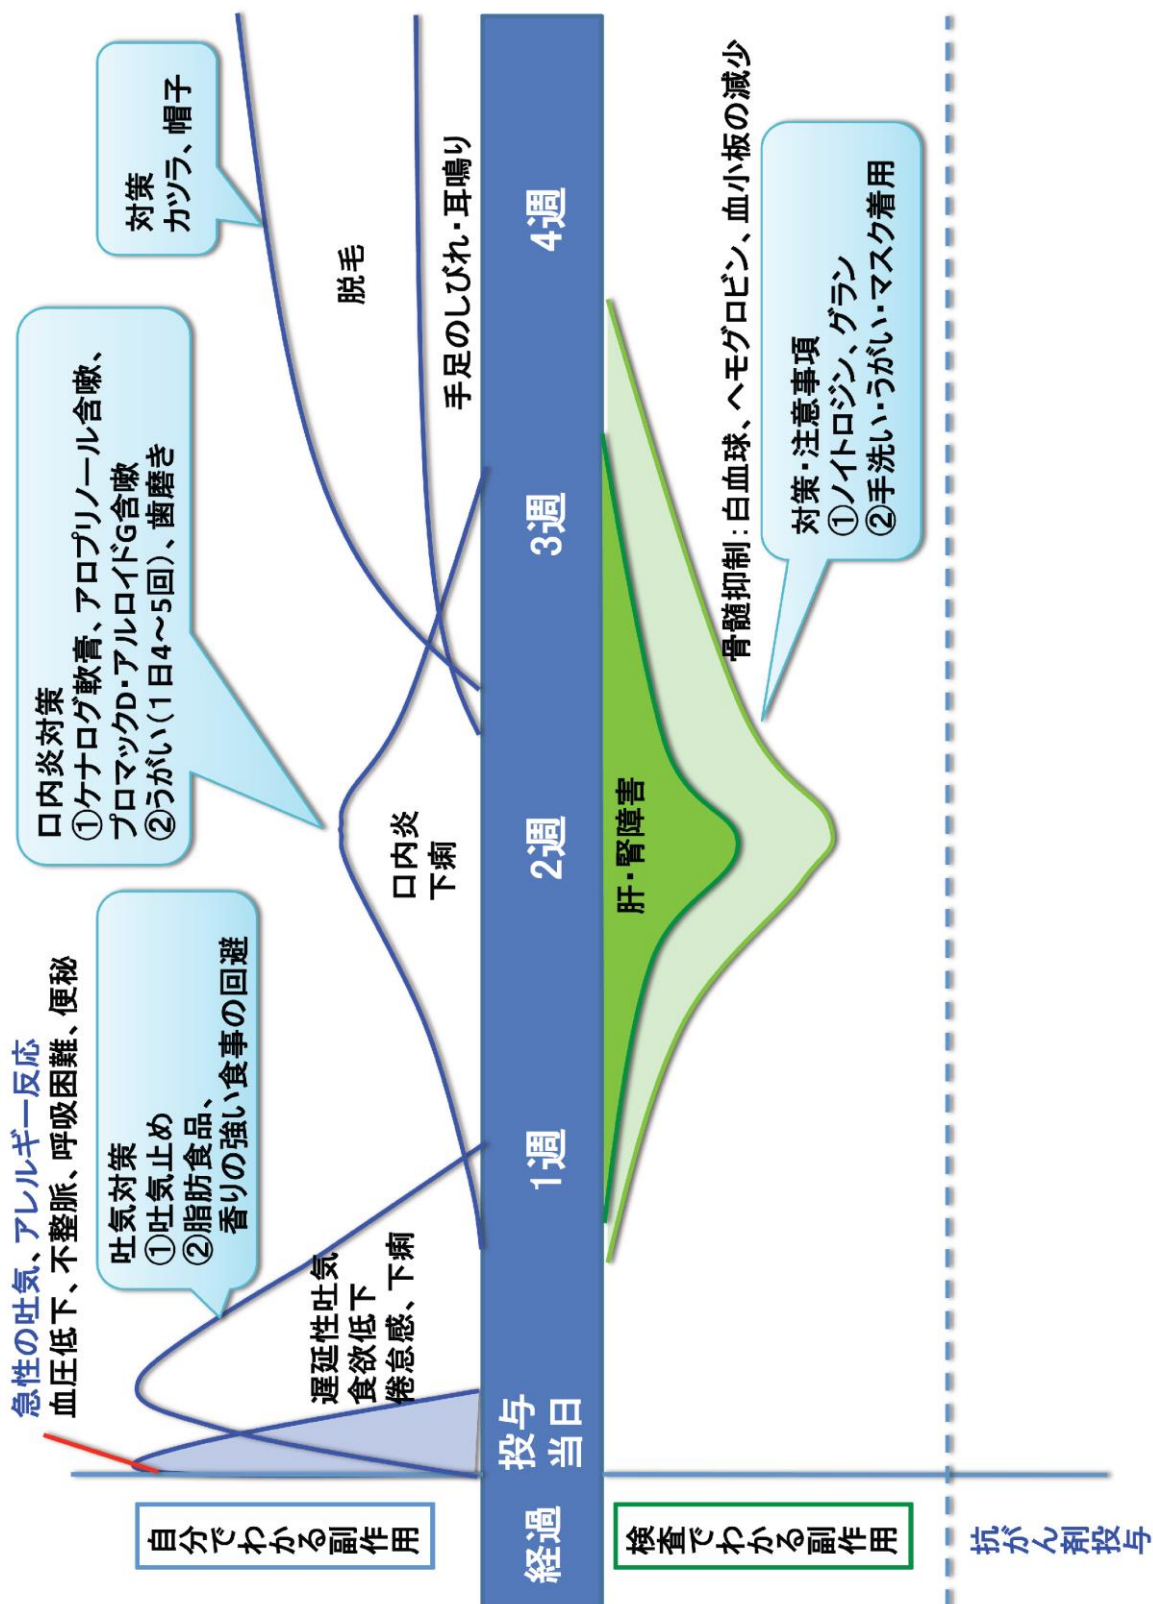 急性の吐気、アレルギー反応
血圧低下、不整脈、呼吸困難、便秘
吐気対策
①吐気止め
②脂肪食品、
香りの強い食事の回避
口内炎対策
①ケナログ軟膏、アロプリノール含嗽、
プロマックD・アルロイドG含嗽
②うがい(1日4～5回)、歯磨き
対策
カツラ、帽子
自分で
わかる
副作用
遅延性吐気
食欲低下
倦怠感、下痢
口内炎
下痢
脱毛
手足のしびれ・耳鳴り
経過
投与
当日
1週
2週
3週
4週
検査で
わかる
副作用
肝・腎障害
骨髄抑制：白血球、ヘモグロビン、血小板の減少
対策・注意事項
①ノイトロジン、グラン
②手洗い・うがい・マスク着用
抗がん剤投与